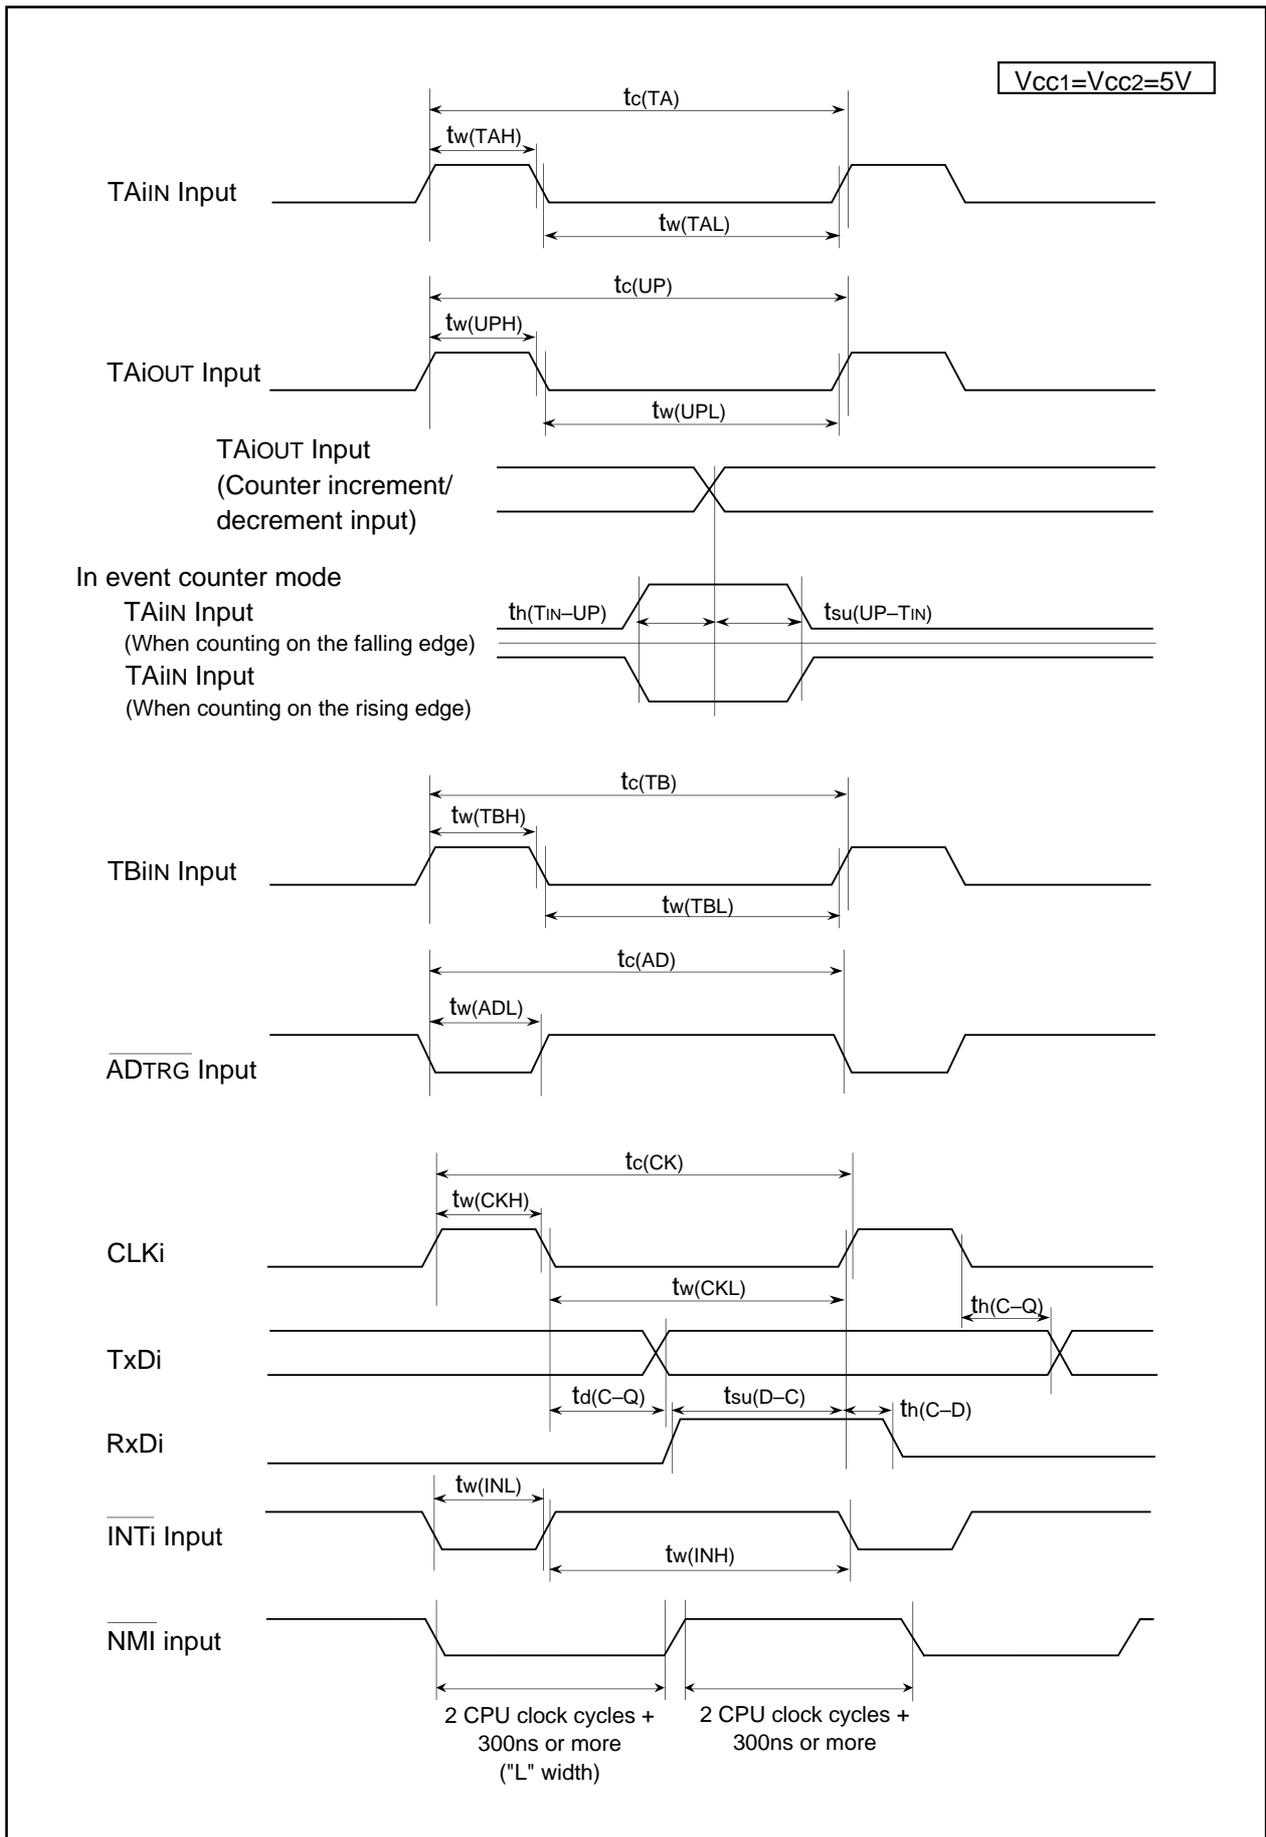 Vcc1=Vcc2=5V
tc(TA)
tw(TAH)
TAiIN Input
tw(TAL)
tc(UP)
tw(UPH)
TAiOUT Input
tw(UPL)
TAiOUT Input
(Counter increment/
decrement input)
In event counter mode
TAiIN Input
th(TIN–UP)
tsu(UP–TIN)
(When counting on the falling edge)
TAiIN Input
(When counting on the rising edge)
tc(TB)
tw(TBH)
TBiIN Input
tw(TBL)
tc(AD)
tw(ADL)
ADTRG Input
tc(CK)
tw(CKH)
CLKi
tw(CKL)
th(C–Q)
TxDi
td(C–Q)
tsu(D–C)
th(C–D)
RxDi
tw(INL)
INTi Input
tw(INH)
NMI input
2 CPU clock cycles +
300ns or more
("L" width)
2 CPU clock cycles +
300ns or more